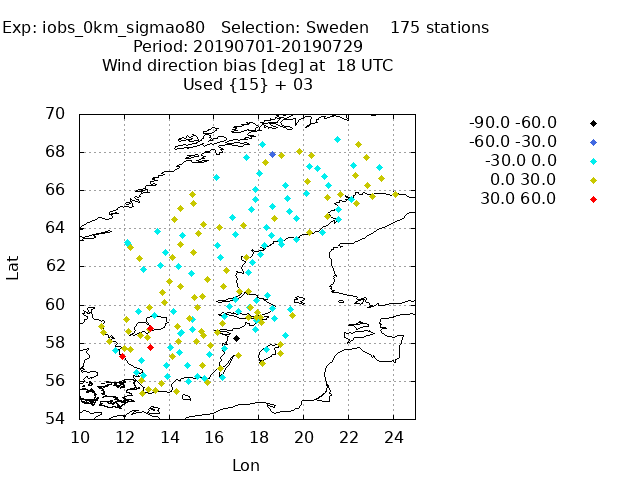 Exp: iobs_0km_sigmao80   Selection: Sweden    175 stations
Period: 20190701-20190729
Wind direction bias [deg] at  18 UTC
Used {15} + 03
-90.0 -60.0
-60.0 -30.0
-30.0 0.0
0.0 30.0
30.0 60.0
70
68
66
64
62
60
58
56
54
Lat
10 12 14 16 18 20 22 24
Lon